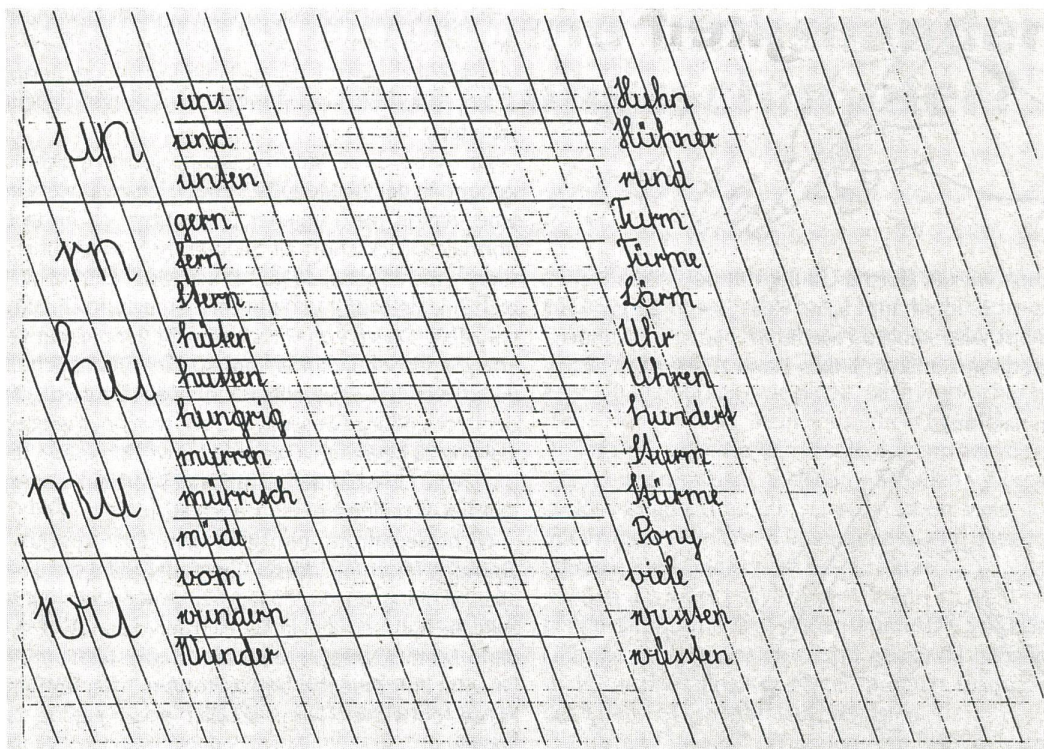 un
uns
und
unten
rn
gern
fern
Stern
hu
hüten
husten
hungrig
mu
murren
mürrisch
müde
wu
vom
wundern
Wunder
Huhn
Hühner
rund
Turm
Türme
Lärm
Uhr
Uhren
hundert
Sturm
Stürme
Pony
viele
wussten
wüssten